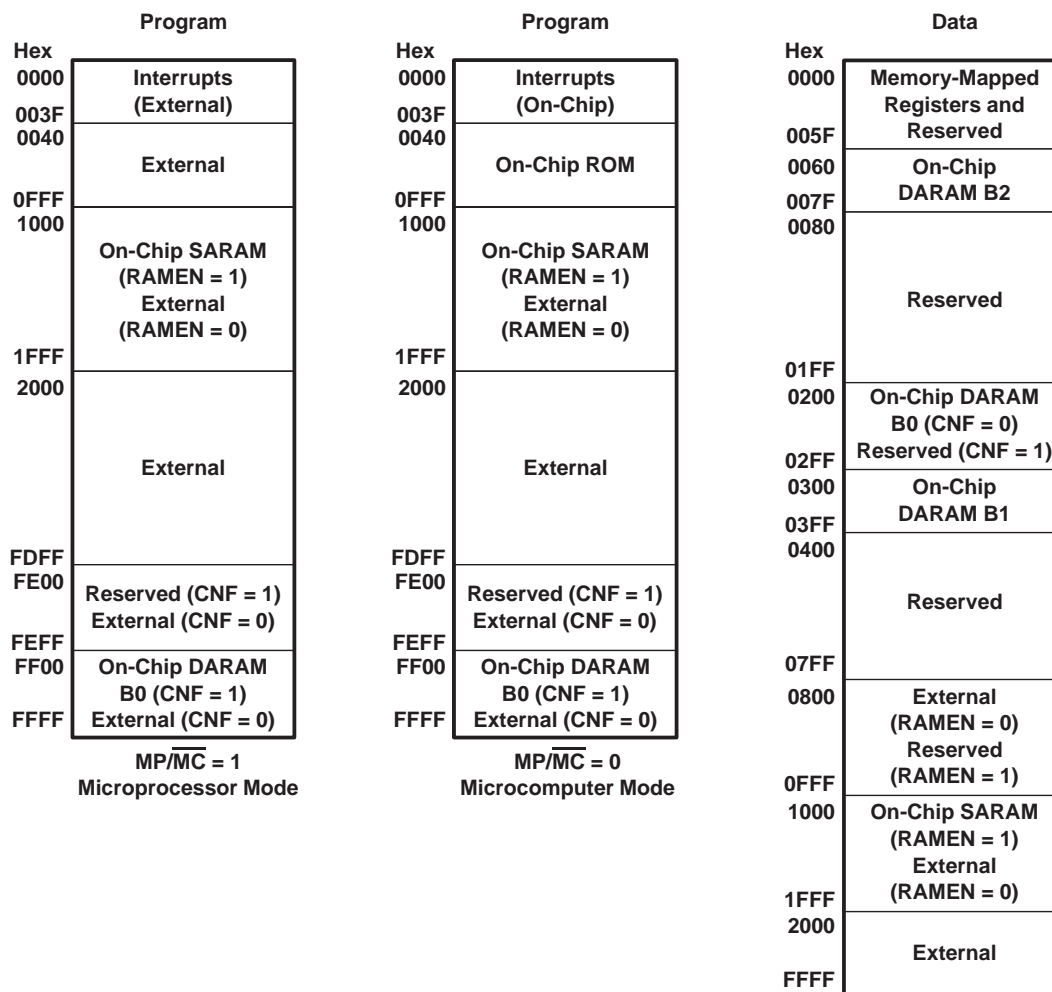 Program
Hex
0000
Interrupts
(External)
003F
0040
External
0FFF
1000
On-Chip SARAM
(RAMEN = 1)
External
(RAMEN = 0)
1FFF
2000
External
FDFF
FE00
Reserved (CNF = 1)
External (CNF = 0)
FEFF
FF00
On-Chip DARAM
B0 (CNF = 1)
External (CNF = 0)
FFFF
MP/M̅C̅ = 1
Microprocessor Mode
Program
Hex
0000
Interrupts
(On-Chip)
003F
0040
On-Chip ROM
0FFF
1000
On-Chip SARAM
(RAMEN = 1)
External
(RAMEN = 0)
1FFF
2000
External
FDFF
FE00
Reserved (CNF = 1)
External (CNF = 0)
FEFF
FF00
On-Chip DARAM
B0 (CNF = 1)
External (CNF = 0)
FFFF
MP/M̅C̅ = 0
Microcomputer Mode
Data
Hex
0000
Memory-Mapped
Registers and
Reserved
005F
0060
On-Chip
DARAM B2
007F
0080
Reserved
01FF
0200
On-Chip DARAM
B0 (CNF = 0)
Reserved (CNF = 1)
02FF
0300
On-Chip
DARAM B1
03FF
0400
Reserved
07FF
0800
External
(RAMEN = 0)
Reserved
(RAMEN = 1)
0FFF
1000
On-Chip SARAM
(RAMEN = 1)
External
(RAMEN = 0)
1FFF
2000
External
FFFF